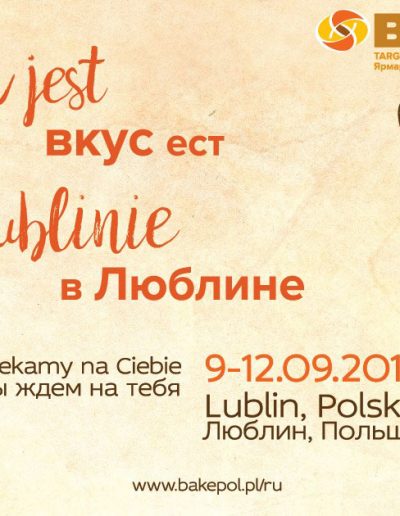 B
TARG
Ярмар
jest
вкус ест
ublinie
в Люблине
ekamy na Ciebie
ы ждем на тебя
9-12.09.201
Lublin, Polsk
Люблин, Польш
www.bakepol.pl/ru